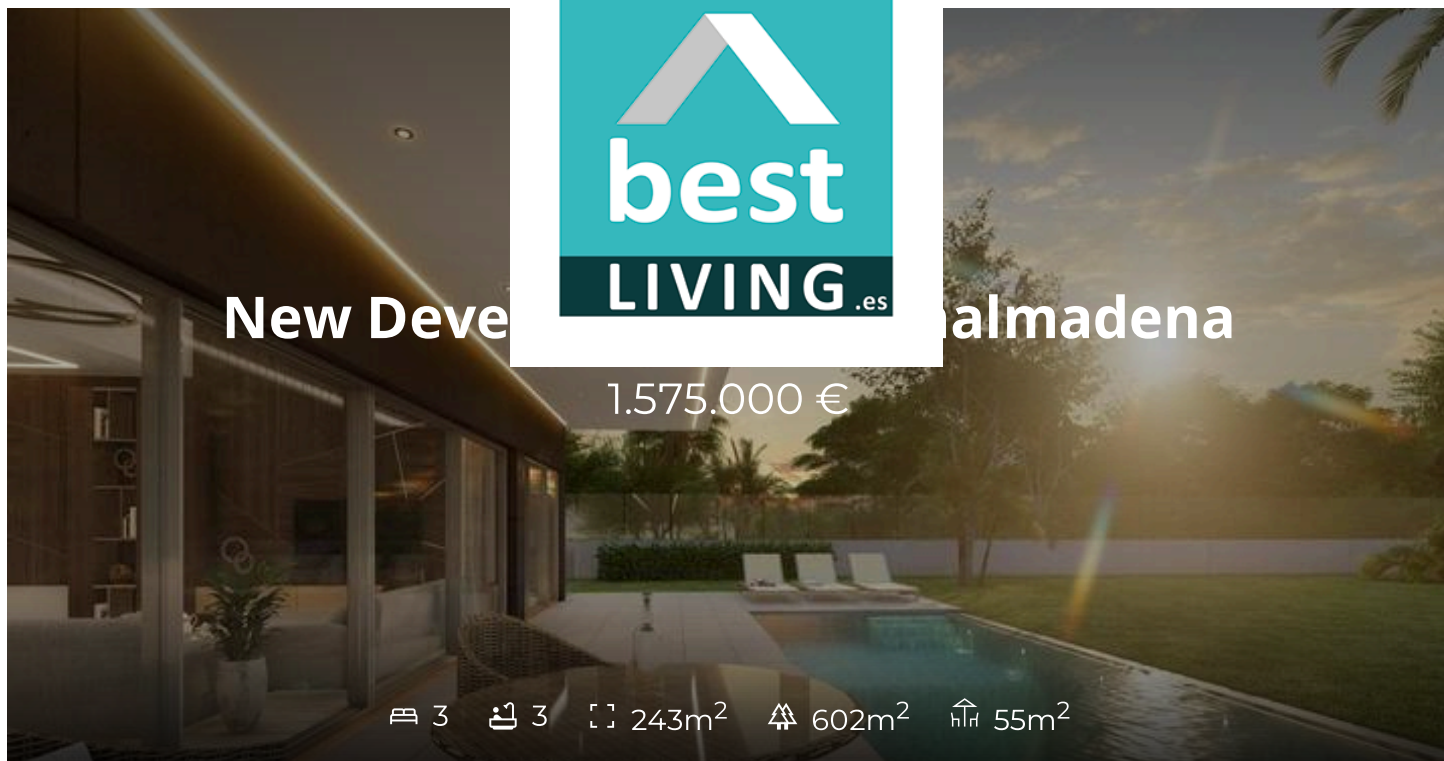 best
LIVING.es
New Deve almadena
1.575.000 €
3 3 243m² 602m² 55m²